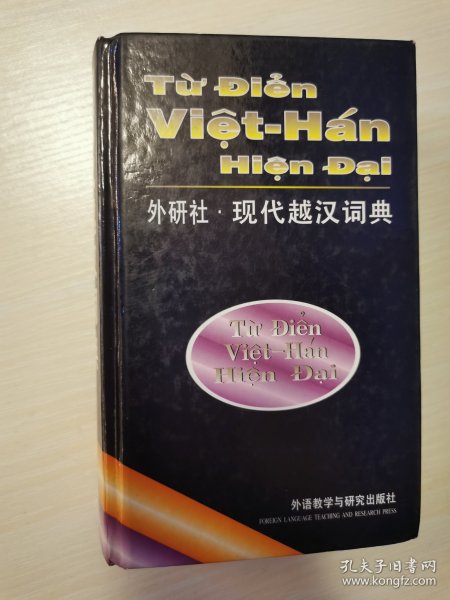 Từ Điển
Việt-Hán
Hiện Đại
外研社·现代越汉词典
Từ Điển
Việt-Hán
Hiện Đại
外语教学与研究出版社
FOREIGN LANGUAGE TEACHING AND RESEARCH PRESS
孔夫子旧书网
www.kongfz.com